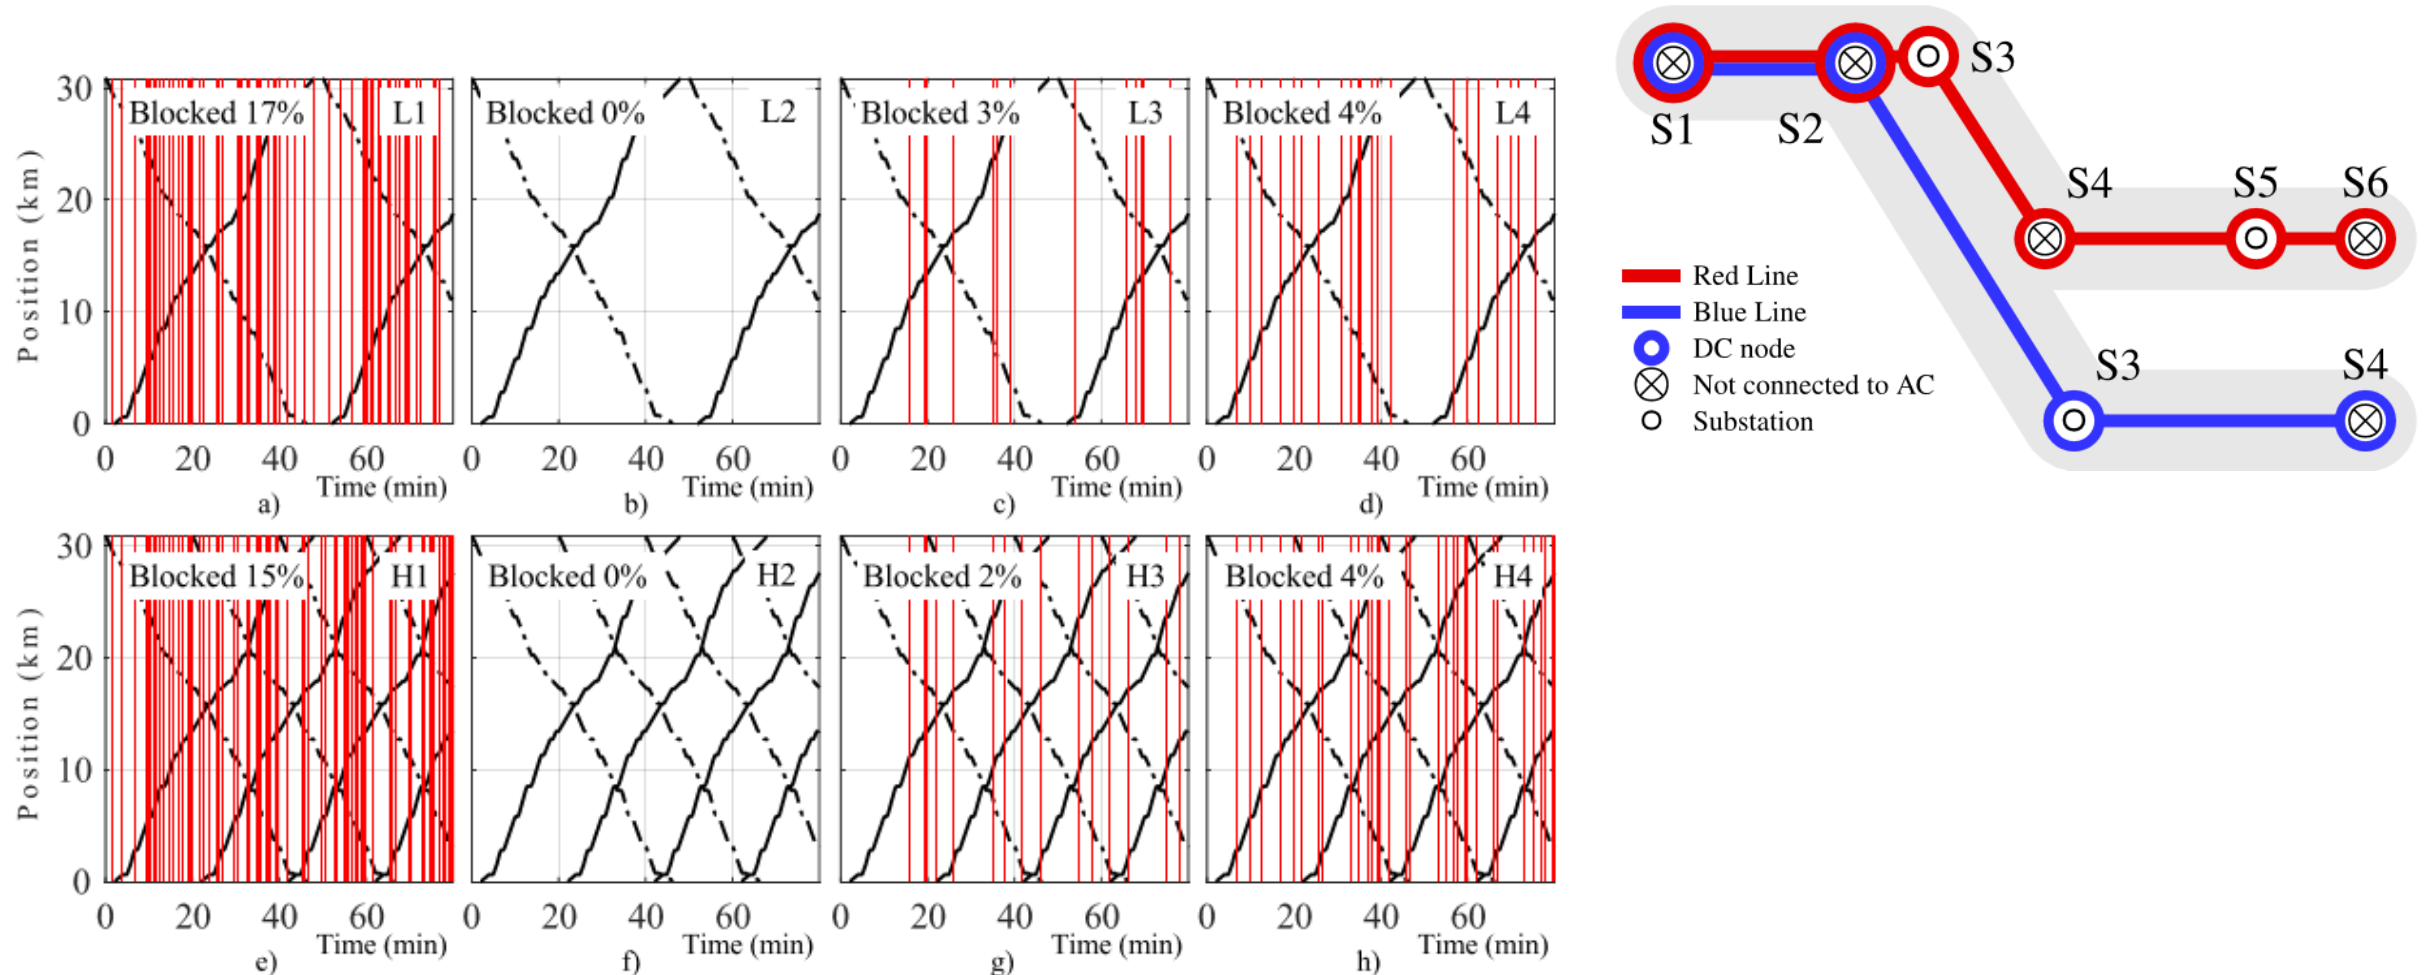 30
20
10
0
Position (km)
Blocked 17%
L1
Blocked 0%
L2
Blocked 3%
L3
Blocked 4%
L4
0 20 40 60
0 20 40 60
0 20 40 60
0 20 40 60
Time (min)
Time (min)
Time (min)
Time (min)
a)
b)
c)
d)
30
20
10
0
Position (km)
Blocked 15%
H1
Blocked 0%
H2
Blocked 2%
H3
Blocked 4%
H4
0 20 40 60
0 20 40 60
0 20 40 60
0 20 40 60
Time (min)
Time (min)
Time (min)
Time (min)
e)
f)
g)
h)
S1
S2
S3
S4
S5
S6
S3
S4
Red Line
Blue Line
DC node
Not connected to AC
Substation